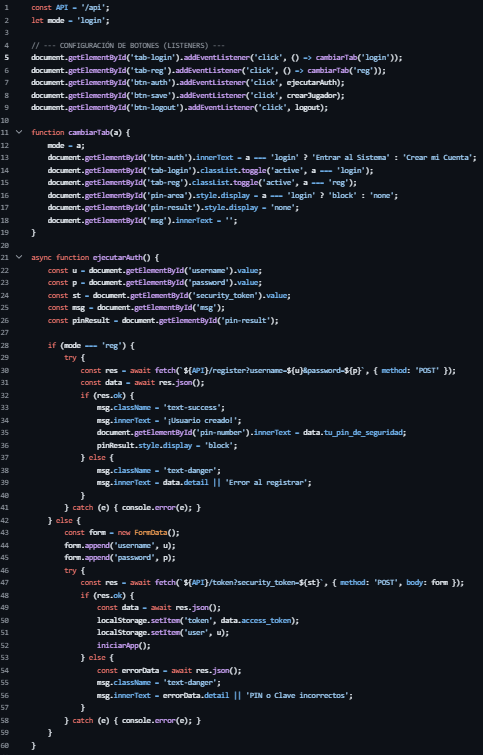 1 const API = '/api';
2 let mode = 'login';
3
4 // --- CONFIGURACIÓN DE BOTONES (LISTENERS) ---
5 document.getElementById('tab-login').addEventListener('click', () => cambiarTab('login'));
6 document.getElementById('tab-reg').addEventListener('click', () => cambiarTab('reg'));
7 document.getElementById('btn-auth').addEventListener('click', ejecutarAuth);
8 document.getElementById('btn-save').addEventListener('click', crearJugador);
9 document.getElementById('btn-logout').addEventListener('click', logout);
10
11 function cambiarTab(a) {
12     mode = a;
13     document.getElementById('btn-auth').innerText = a === 'login' ? 'Entrar al Sistema' : 'Crear mi Cuenta';
14     document.getElementById('tab-login').classList.toggle('active', a === 'login');
15     document.getElementById('tab-reg').classList.toggle('active', a === 'reg');
16     document.getElementById('pin-area').style.display = a === 'login' ? 'block' : 'none';
17     document.getElementById('pin-result').style.display = 'none';
18     document.getElementById('msg').innerText = '';
19 }
20
21 async function ejecutarAuth() {
22     const u = document.getElementById('username').value;
23     const p = document.getElementById('password').value;
24     const st = document.getElementById('security_token').value;
25     const msg = document.getElementById('msg');
26     const pinResult = document.getElementById('pin-result');
27
28     if (mode === 'reg') {
29         try {
30             const res = await fetch(`${API}/register?username=${u}&password=${p}`, { method: 'POST' });
31             const data = await res.json();
32             if (res.ok) {
33                 msg.className = 'text-success';
34                 msg.innerText = '¡Usuario creado!';
35                 document.getElementById('pin-number').innerText = data.tu_pin_de_seguridad;
36                 pinResult.style.display = 'block';
37             } else {
38                 msg.className = 'text-danger';
39                 msg.innerText = data.detail || 'Error al registrar';
40             }
41         } catch (e) { console.error(e); }
42     } else {
43         const form = new FormData();
44         form.append('username', u);
45         form.append('password', p);
46         try {
47             const res = await fetch(`${API}/token?security_token=${st}`, { method: 'POST', body: form });
48             if (res.ok) {
49                 const data = await res.json();
50                 localStorage.setItem('token', data.access_token);
51                 localStorage.setItem('user', u);
52                 iniciarApp();
53             } else {
54                 const errorData = await res.json();
55                 msg.className = 'text-danger';
56                 msg.innerText = errorData.detail || 'PIN o Clave incorrectos';
57             }
58         } catch (e) { console.error(e); }
59     }
60 }